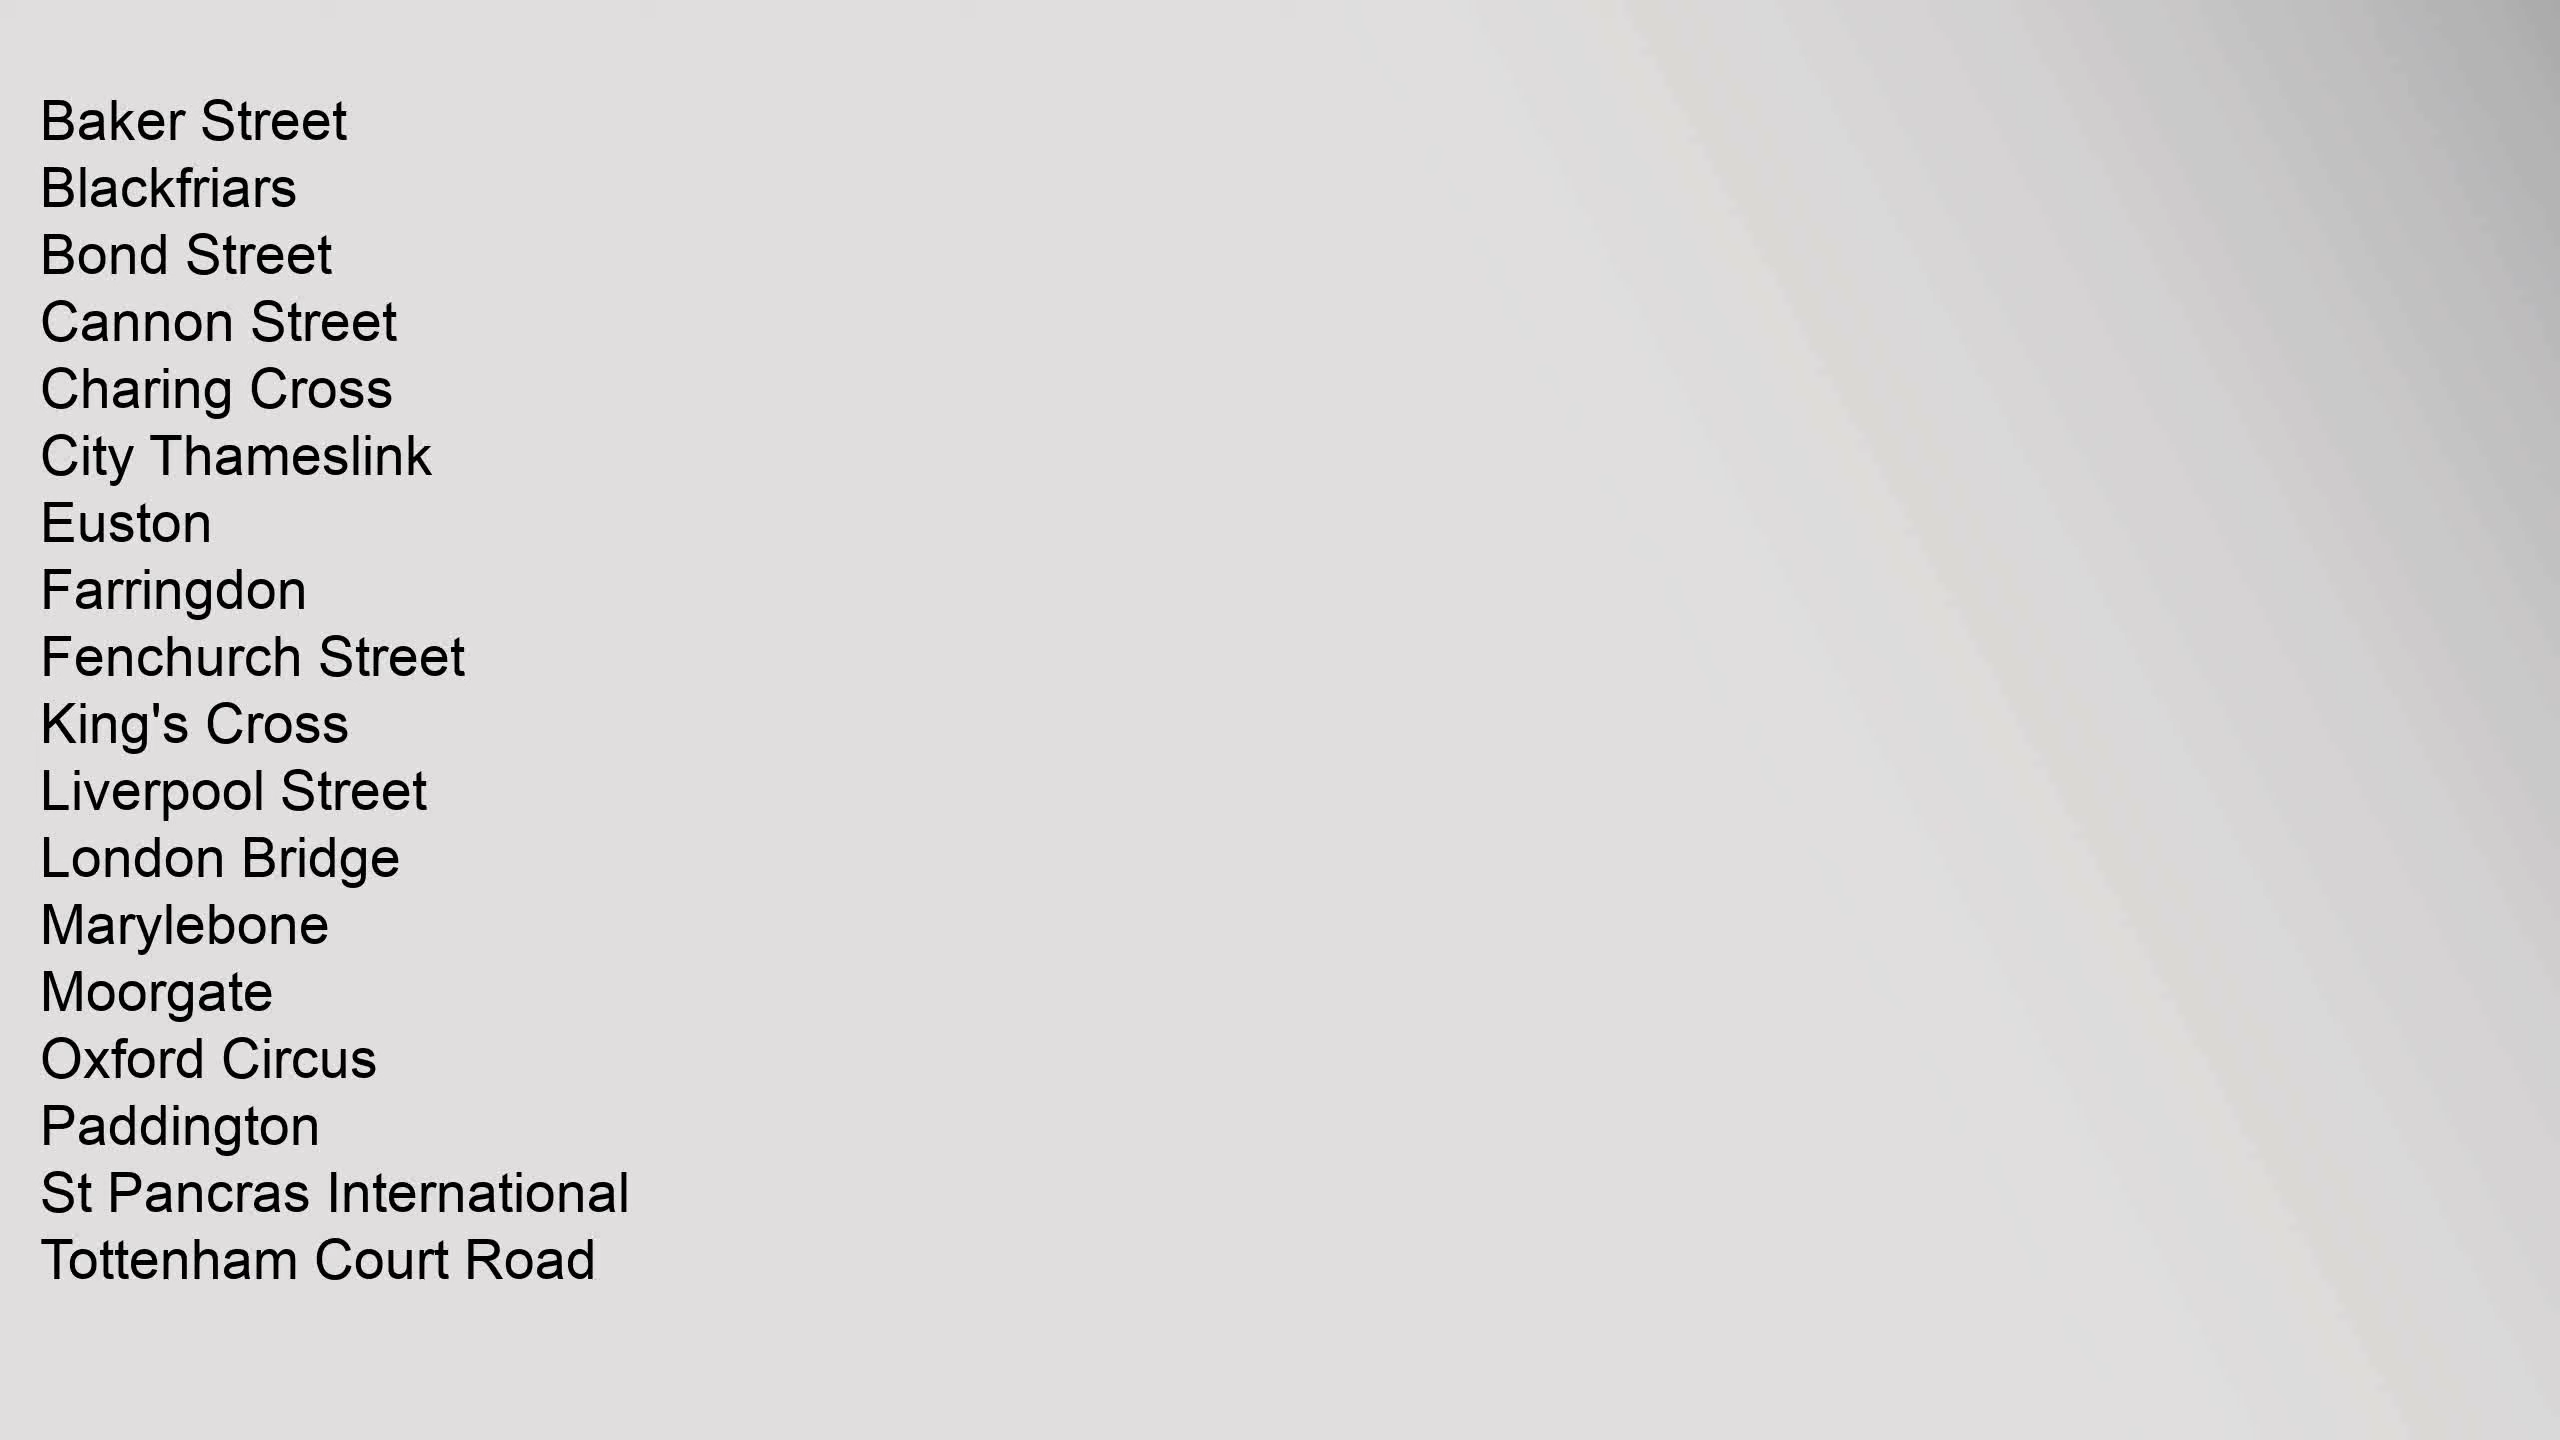 Baker Street
Blackfriars
Bond Street
Cannon Street
Charing Cross
City Thameslink
Euston
Farringdon
Fenchurch Street
King's Cross
Liverpool Street
London Bridge
Marylebone
Moorgate
Oxford Circus
Paddington
St Pancras International
Tottenham Court Road